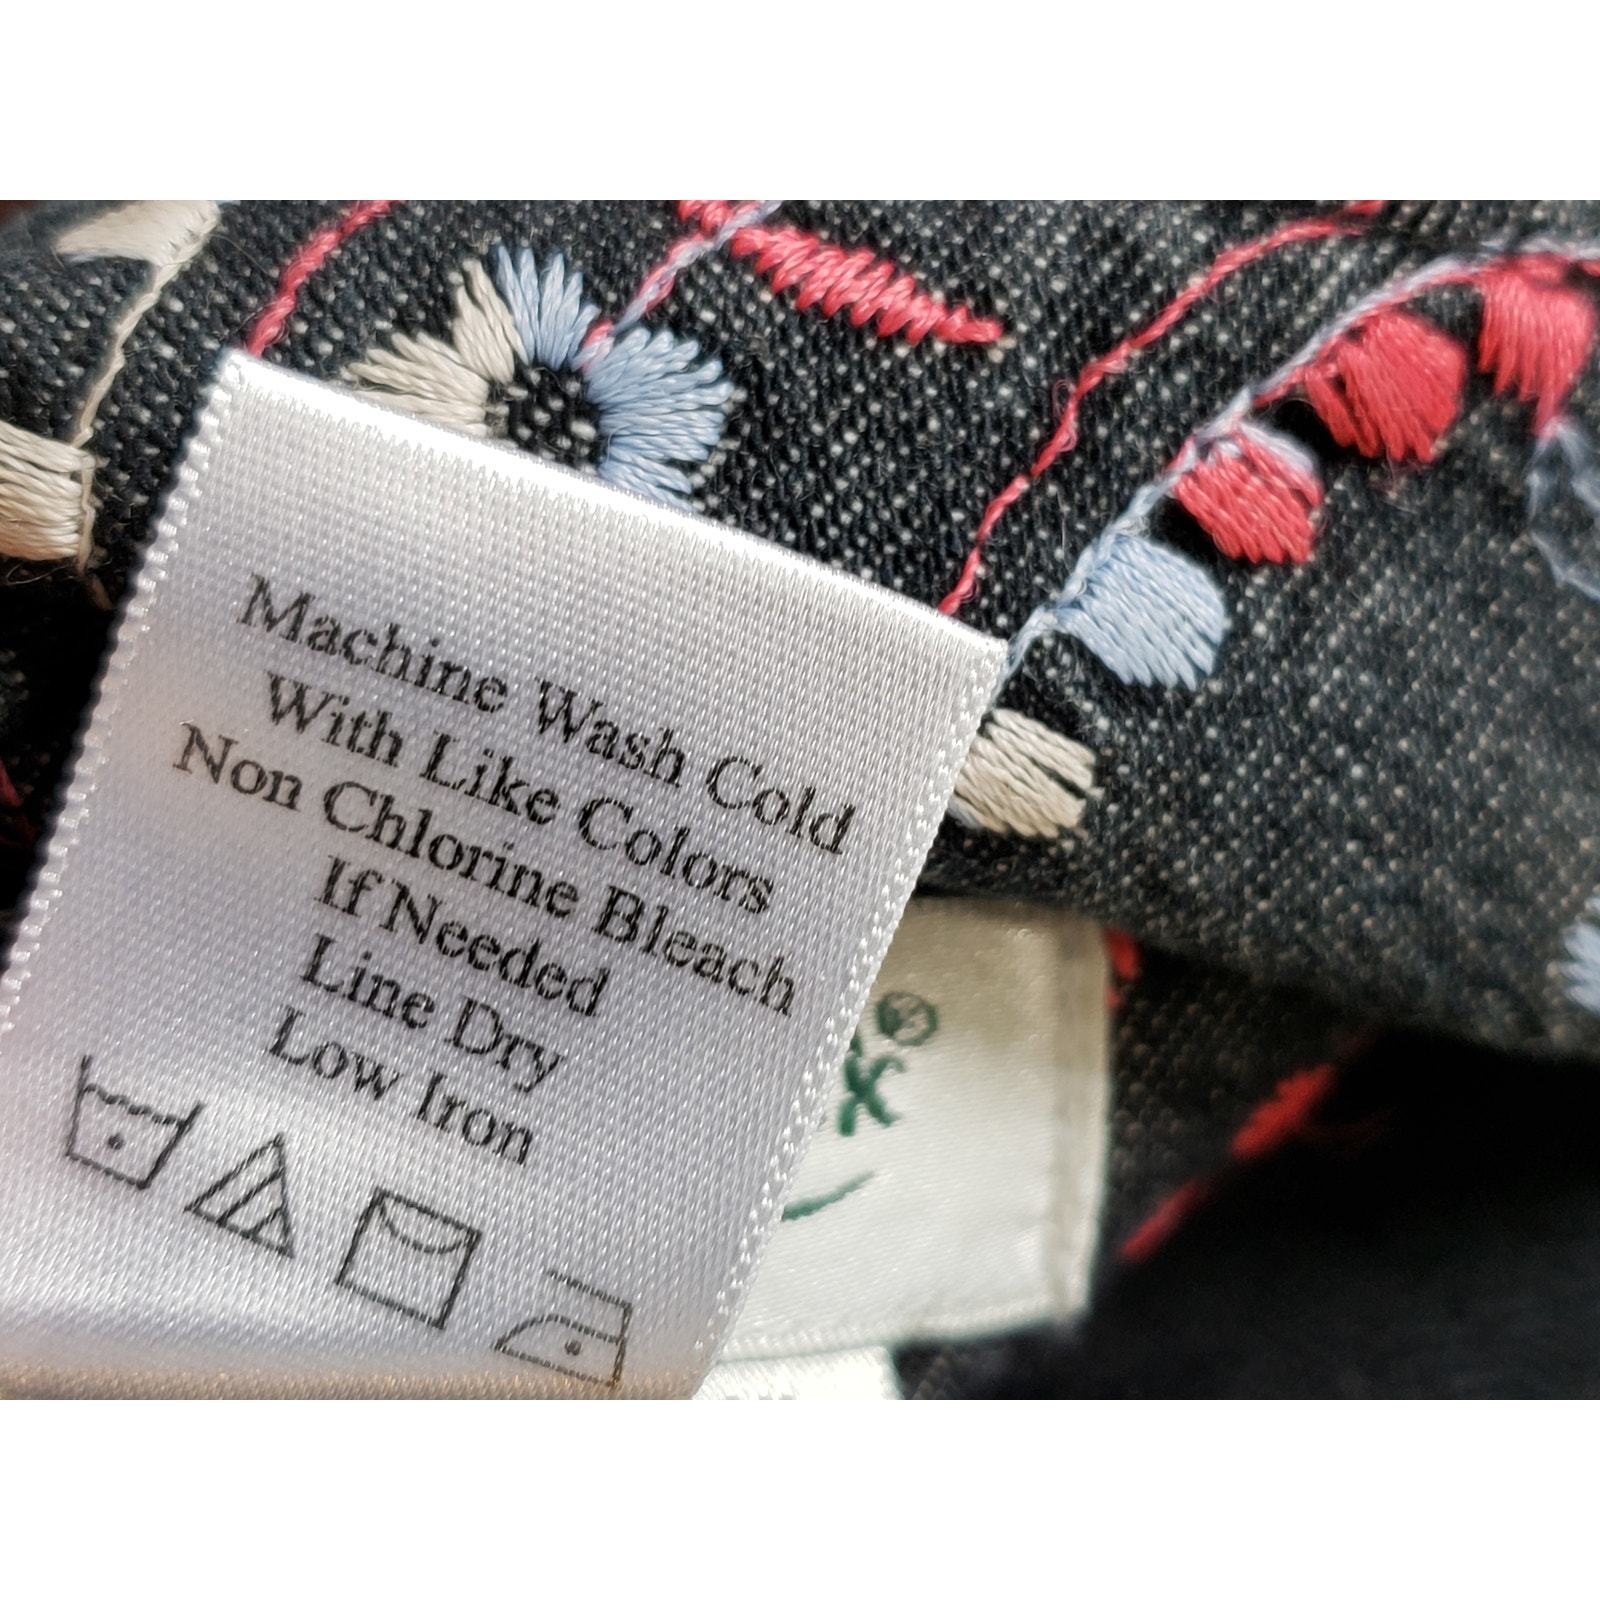 Machine Wash Cold
With Like Colors
Non Chlorine Bleach
If Needed
Line Dry
Low Iron
x®